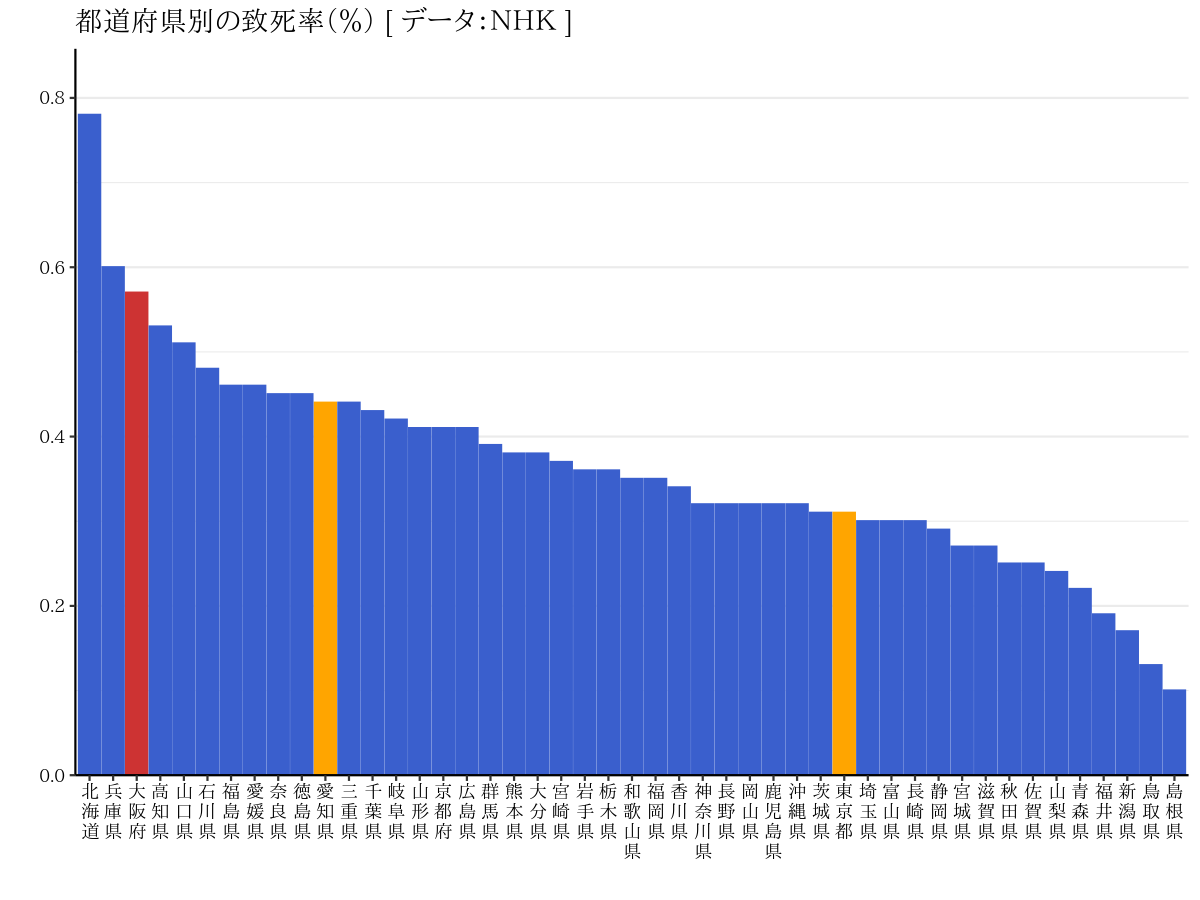 都道府県別の致死率(%) [ データ:NHK ]
0.8
0.6
0.4
0.2
0.0
北海道
兵庫県
大阪府
高知県
山口県
石川県
福島県
愛媛県
奈良県
徳島県
愛知県
三重県
千葉県
岐阜県
山形県
京都府
広島県
群馬県
熊本県
大分県
宮崎県
岩手県
栃木県
和歌山県
福岡県
香川県
神奈川県
長野県
岡山県
鹿児島県
沖縄県
茨城県
東京都
埼玉県
富山県
長崎県
静岡県
宮城県
滋賀県
秋田県
佐賀県
山梨県
青森県
福井県
新潟県
鳥取県
島根県